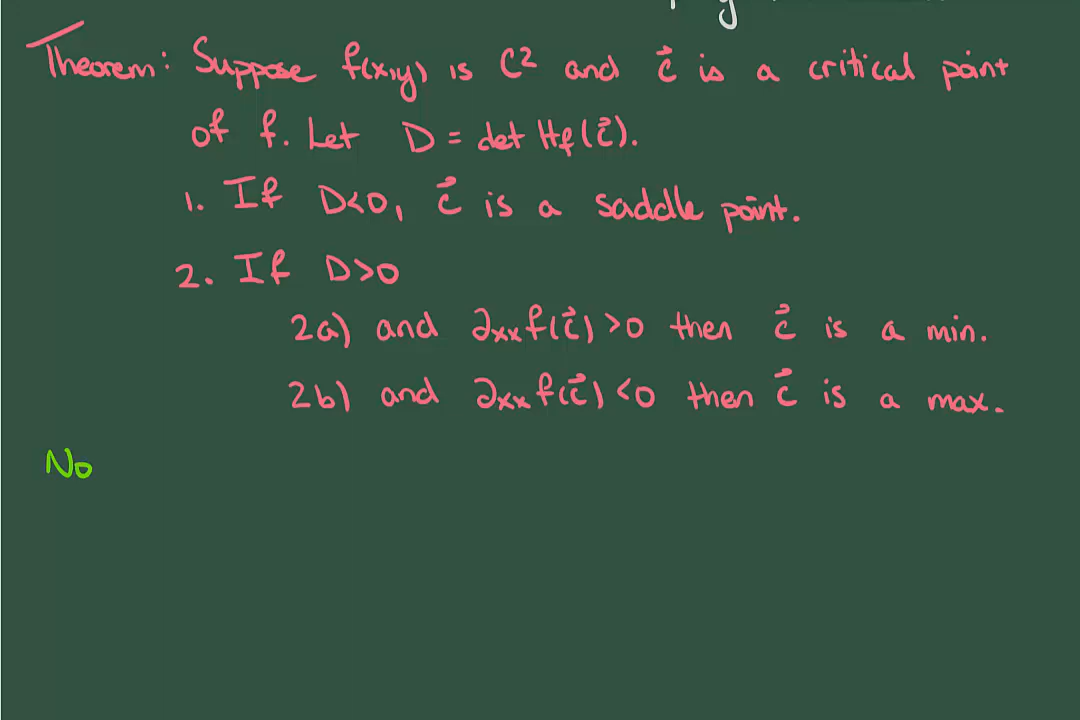 Theorem: Suppose f(x,y) is C² and c⃗ is a critical point
of f. Let D = det Hf(c⃗).
1. If D<0, c⃗ is a saddle point.
2. If D>0
2a) and ∂xxf(c⃗) >0 then c⃗ is a min.
2b) and ∂xxf(c⃗) <0 then c⃗ is a max.
No